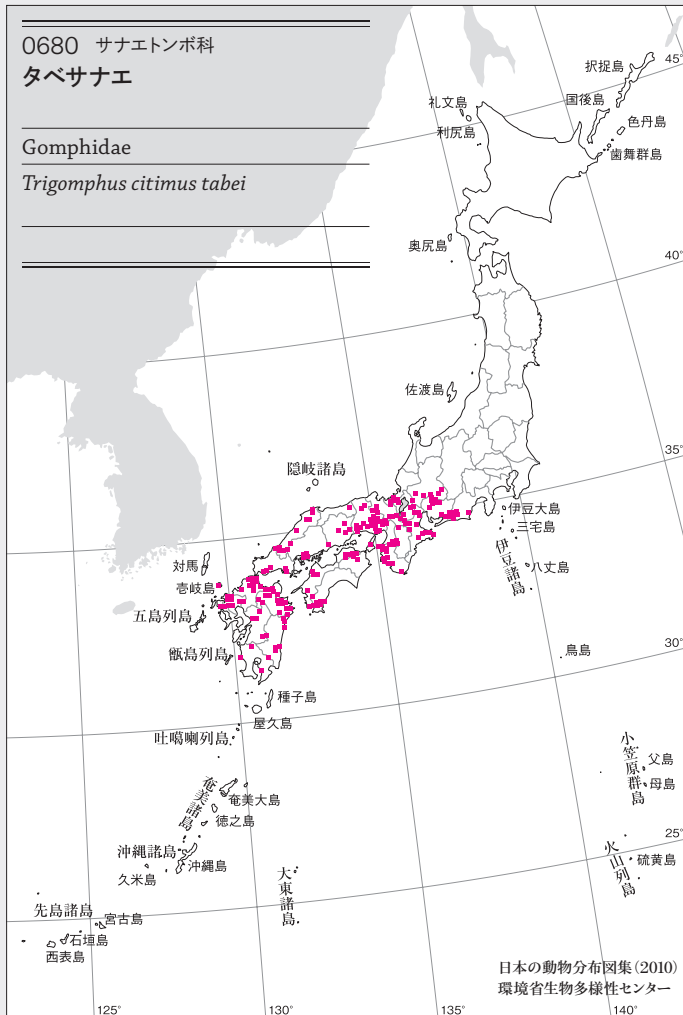 0680 サナエトンボ科
タベサナエ
Gomphidae
Trigomphus citimus tabei
択捉島
45°
国後島
礼文島
色丹島
利尻島
歯舞群島
奥尻島
40°
佐渡島
35°
隠岐諸島
伊豆大島
三宅島
伊豆諸島
八丈島
対馬
壱岐島
五島列島
甑島列島
鳥島
30°
種子島
屋久島
吐噶喇列島
小笠原群島
父島
母島
奄美諸島
奄美大島
徳之島
25°
沖縄諸島
沖縄島
久米島
火山列島
硫黄島
大東諸島
先島諸島
宮古島
石垣島
西表島
日本の動物分布図集(2010)
環境省生物多様性センター
125°
130°
135°
140°